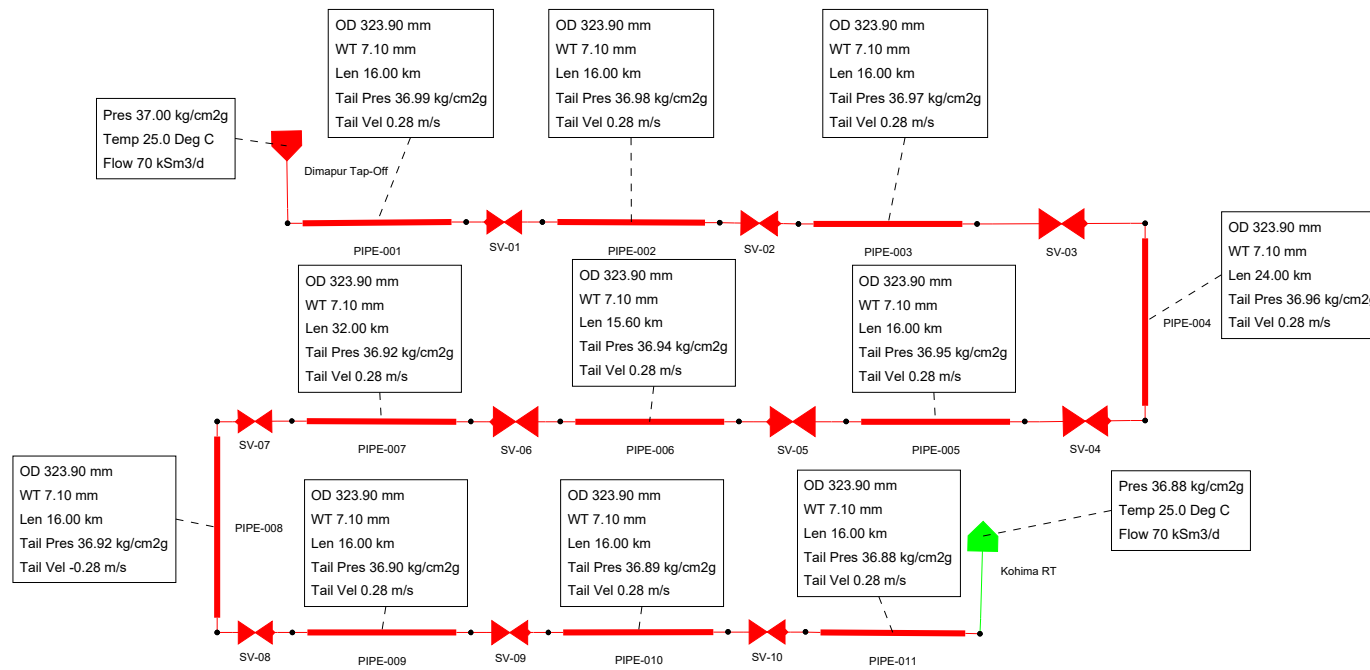 OD 323.90 mm
WT 7.10 mm
Len 16.00 km
Tail Pres 36.99 kg/cm2g
Tail Vel 0.28 m/s
OD 323.90 mm
WT 7.10 mm
Len 16.00 km
Tail Pres 36.98 kg/cm2g
Tail Vel 0.28 m/s
OD 323.90 mm
WT 7.10 mm
Len 16.00 km
Tail Pres 36.97 kg/cm2g
Tail Vel 0.28 m/s
Pres 37.00 kg/cm2g
Temp 25.0 Deg C
Flow 70 kSm3/d
Dimapur Tap-Off
PIPE-001
SV-01
PIPE-002
SV-02
PIPE-003
SV-03
OD 323.90 mm
WT 7.10 mm
Len 24.00 km
Tail Pres 36.96 kg/cm2g
Tail Vel 0.28 m/s
PIPE-004
OD 323.90 mm
WT 7.10 mm
Len 32.00 km
Tail Pres 36.92 kg/cm2g
Tail Vel 0.28 m/s
OD 323.90 mm
WT 7.10 mm
Len 15.60 km
Tail Pres 36.94 kg/cm2g
Tail Vel 0.28 m/s
OD 323.90 mm
WT 7.10 mm
Len 16.00 km
Tail Pres 36.95 kg/cm2g
Tail Vel 0.28 m/s
SV-07
PIPE-007
SV-06
PIPE-006
SV-05
PIPE-005
SV-04
OD 323.90 mm
WT 7.10 mm
Len 16.00 km
Tail Pres 36.92 kg/cm2g
Tail Vel -0.28 m/s
PIPE-008
OD 323.90 mm
WT 7.10 mm
Len 16.00 km
Tail Pres 36.90 kg/cm2g
Tail Vel 0.28 m/s
OD 323.90 mm
WT 7.10 mm
Len 16.00 km
Tail Pres 36.89 kg/cm2g
Tail Vel 0.28 m/s
OD 323.90 mm
WT 7.10 mm
Len 16.00 km
Tail Pres 36.88 kg/cm2g
Tail Vel 0.28 m/s
Pres 36.88 kg/cm2g
Temp 25.0 Deg C
Flow 70 kSm3/d
Kohima RT
SV-08
PIPE-009
SV-09
PIPE-010
SV-10
PIPE-011